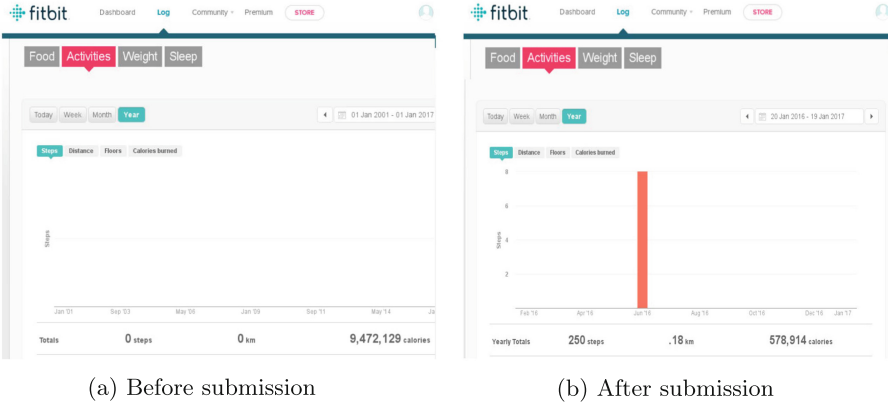 fitbit Dashboard Log Community Premium STORE
Food Activities Weight Sleep
Today Week Month Year 01 Jan 2001 - 01 Jan 2017
Steps Distance Floors Calories burned
Steps
Jan '01 Sep '03 May '06 Jan '09 Sep '11 May '14 Ja
Totals 0 steps 0 km 9,472,129 calories
(a) Before submission
fitbit Dashboard Log Community Premium STORE
Food Activities Weight Sleep
Today Week Month Year 20 Jan 2016 - 19 Jan 2017
Steps Distance Floors Calories burned
8
6
4
2
Steps
Feb '16 Apr '16 Jun '16 Aug '16 Oct '16 Dec '16 Jan '17
Yearly Totals 250 steps .18 km 578,914 calories
(b) After submission